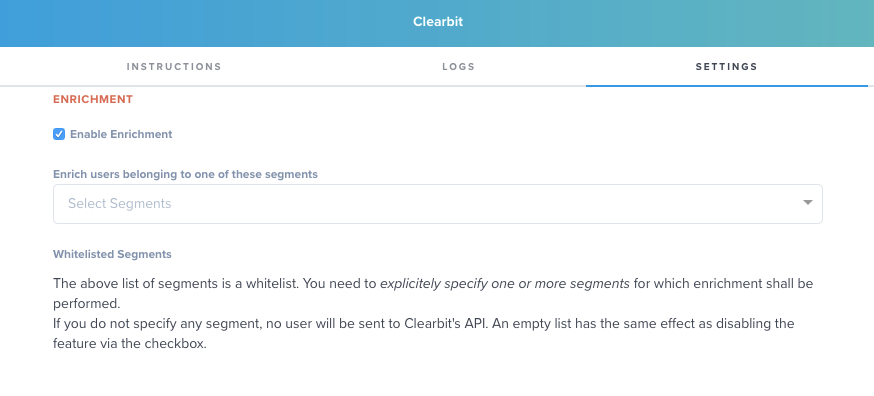 Clearbit
INSTRUCTIONS LOGS SETTINGS
ENRICHMENT
Enable Enrichment
Enrich users belonging to one of these segments
Select Segments
Whitelisted Segments
The above list of segments is a whitelist. You need to explicitely specify one or more segments for which enrichment shall be
performed.
If you do not specify any segment, no user will be sent to Clearbit's API. An empty list has the same effect as disabling the
feature via the checkbox.